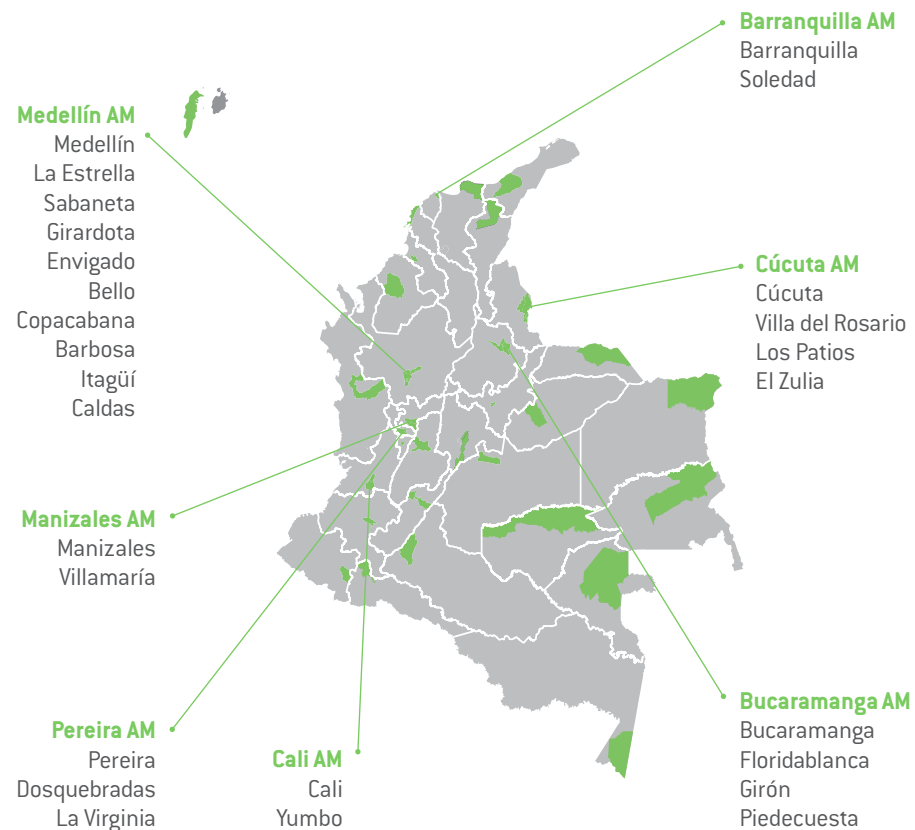 Barranquilla AM
Barranquilla
Soledad
Medellín AM
Medellín
La Estrella
Sabaneta
Girardota
Envigado
Bello
Copacabana
Barbosa
Itagüí
Caldas
Cúcuta AM
Cúcuta
Villa del Rosario
Los Patios
El Zulia
Manizales AM
Manizales
Villamaría
Pereira AM
Pereira
Dosquebradas
La Virginia
Cali AM
Cali
Yumbo
Bucaramanga AM
Bucaramanga
Floridablanca
Girón
Piedecuesta